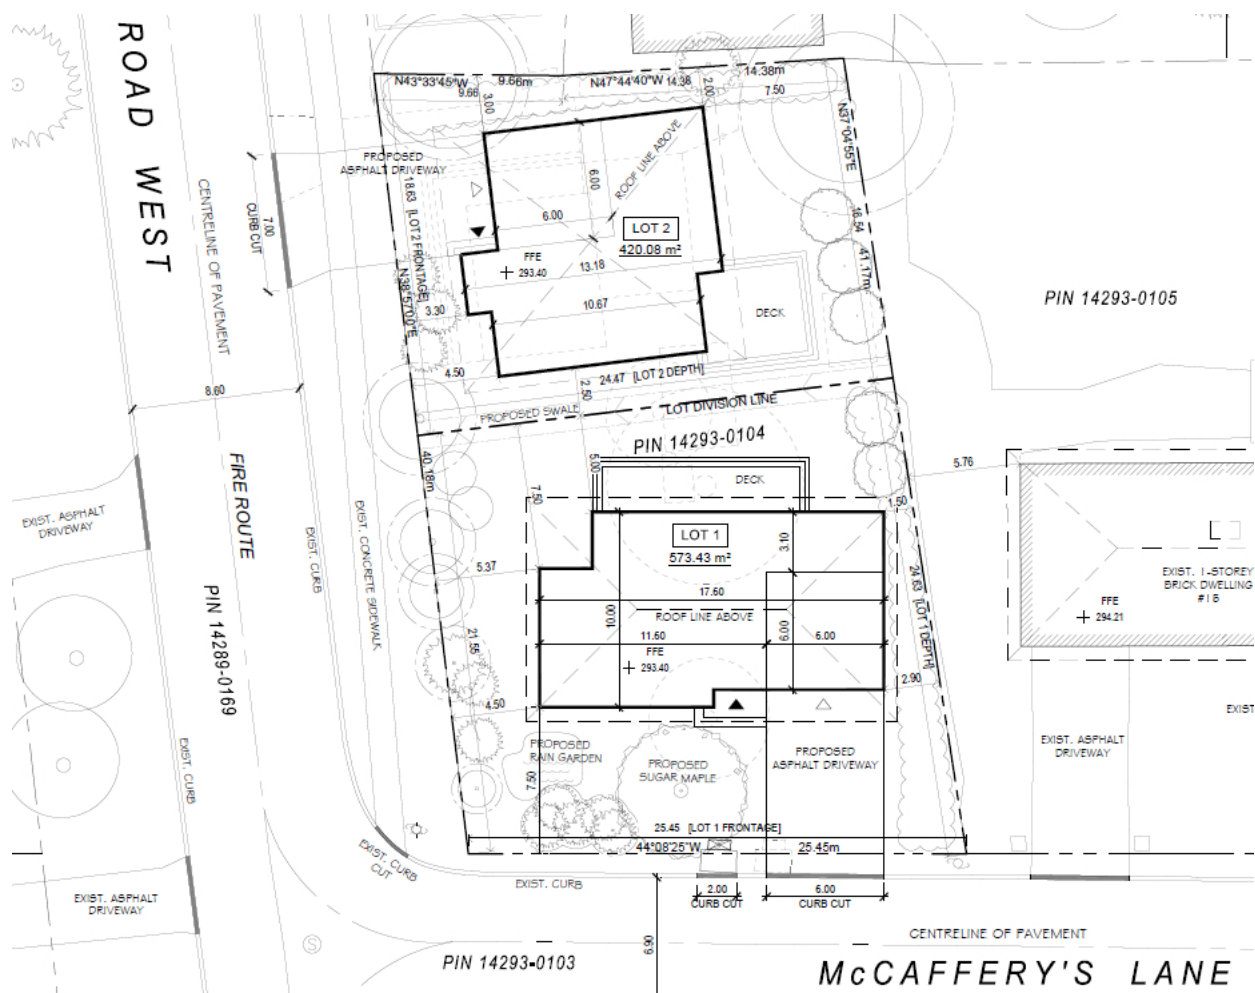 ROAD WEST
N43°33'45"W
9.66m
9.66
N47°44'40"W
14.38
14.38m
2.00
7.50
3.00
N37°04'55"E
PROPOSED
ASPHALT DRIVEWAY
ROOF LINE ABOVE
6.00
6.00
LOT 2
420.08 m²
18.63 [LOT 2 FRONTAGE]
N38°57'00"E
16.54
41.17m
CENTRELINE OF PAVEMENT
7.00
CURB CUT
FFE
293.40
13.18
10.67
3.30
DECK
PIN 14293-0105
4.50
24.47 [LOT 2 DEPTH]
2.50
8.60
PROPOSED SWALE
LOT DIVISION LINE
PIN 14293-0104
40.18m
5.00
DECK
7.50
5.76
1.50
FIRE ROUTE
EXIST. ASPHALT
DRIVEWAY
EXIST. CURB
EXIST. CONCRETE SIDEWALK
LOT 1
573.43 m²
3.10
5.37
17.60
ROOF LINE ABOVE
10.00
11.60
6.00
6.00
FFE
293.40
24.63 [LOT 1 DEPTH]
EXIST. 1-STOREY
BRICK DWELLING
#18
FFE
294.21
PIN 14289-0169
21.55
4.50
2.90
EXIST
PROPOSED
RAIN GARDEN
7.50
PROPOSED
SUGAR MAPLE
PROPOSED
ASPHALT DRIVEWAY
EXIST. ASPHALT
DRIVEWAY
EXIST. CURB
25.45 [LOT 1 FRONTAGE]
44°08'25"W
25.45m
EXIST. CURB
CUT
EXIST. CURB
2.00
CURB CUT
6.00
CURB CUT
EXIST. ASPHALT
DRIVEWAY
S
6.90
CENTRELINE OF PAVEMENT
PIN 14293-0103
McCAFFERY'S LANE